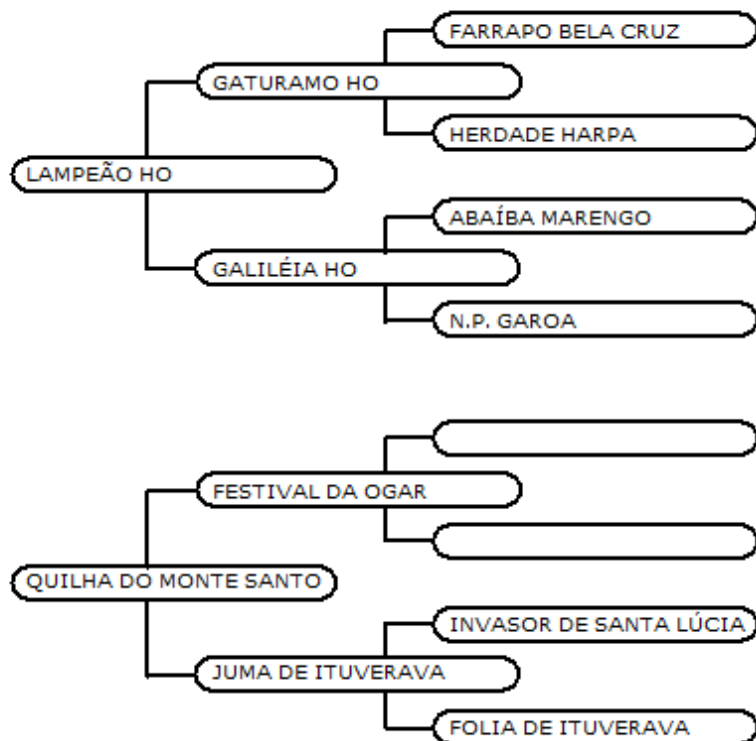 FARRAPO BELA CRUZ
GATURAMO HO
HERDADE HARPA
LAMPEÃO HO
ABAÍBA MARENGO
GALILÉIA HO
N.P. GAROA
FESTIVAL DA OGAR
QUILHA DO MONTE SANTO
INVASOR DE SANTA LÚCIA
JUMA DE ITUVERAVA
FOLIA DE ITUVERAVA